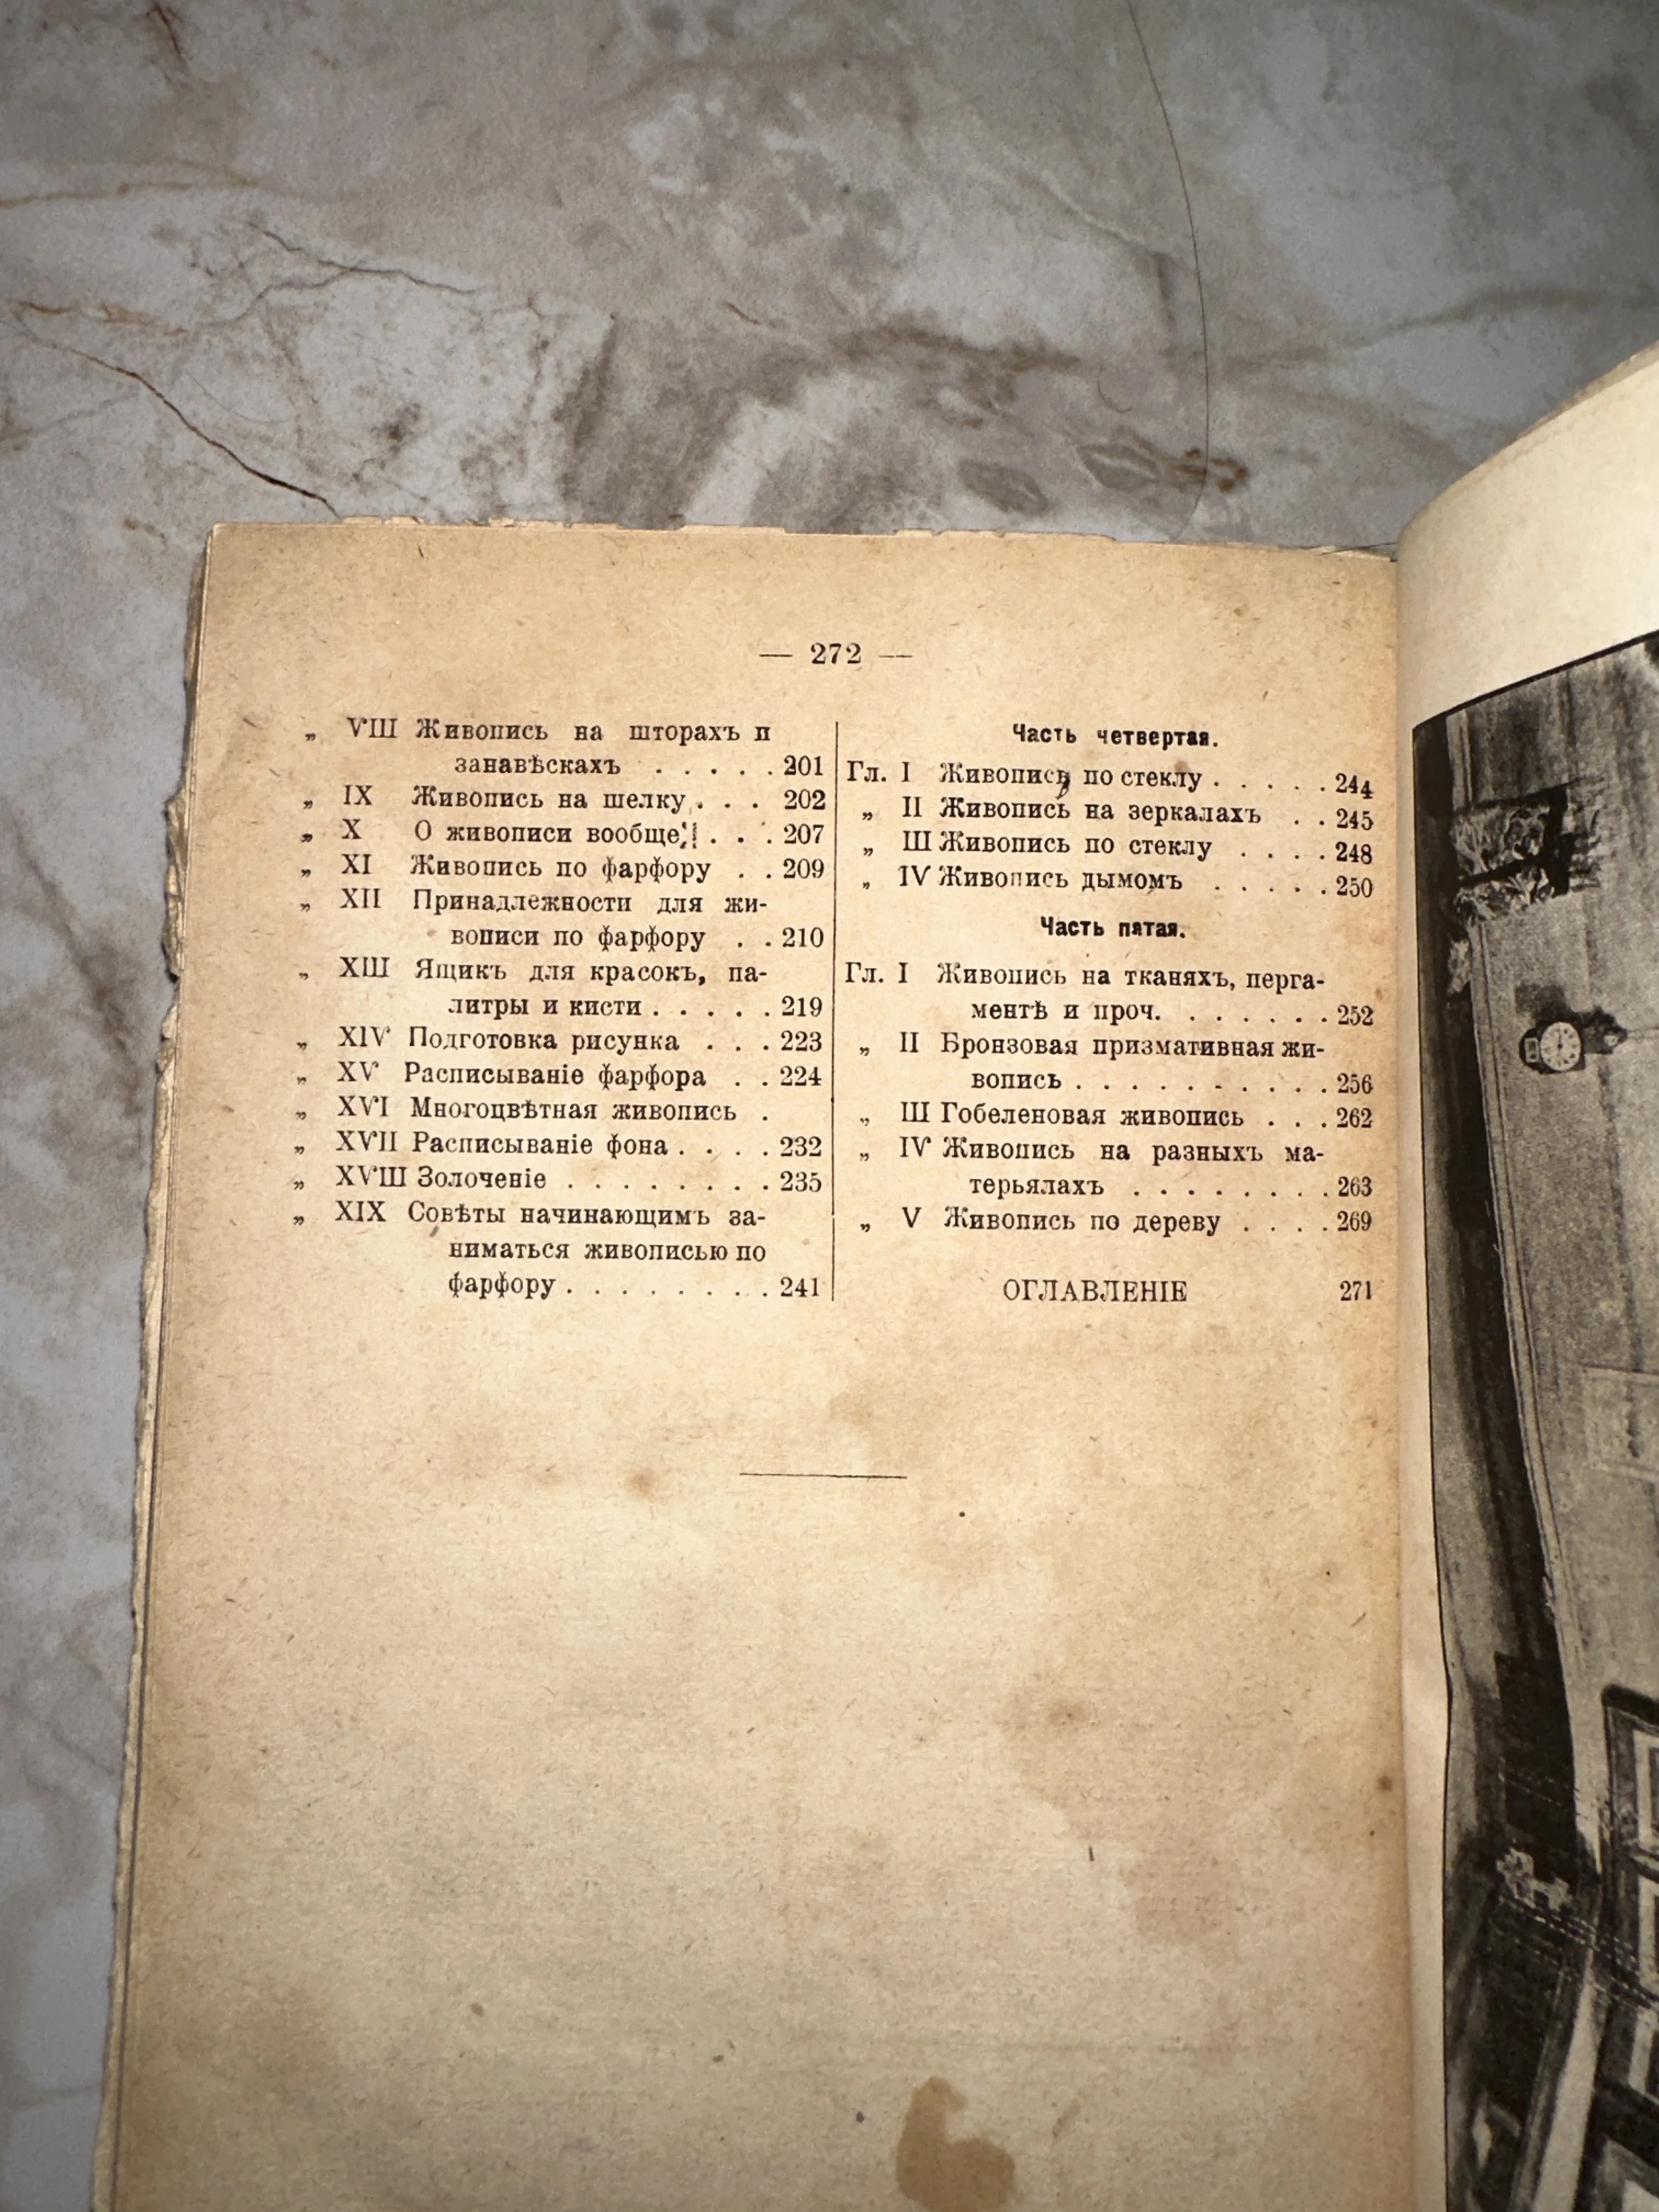 — 272 —
„ VIII Живопись на шторахъ и
занавѣскахъ . . . . . 201
„ IX Живопись на шелку . . . 202
„ X О живописи вообще . . . 207
„ XI Живопись по фарфору . . 209
„ XII Принадлежности для жи-
вописи по фарфору . . 210
„ XIII Ящикъ для красокъ, па-
литры и кисти . . . . . 219
„ XIV Подготовка рисунка . . . 223
„ XV Расписываніе фарфора . . 224
„ XVI Многоцвѣтная живопись .
„ XVII Расписываніе фона . . . . 232
„ XVIII Золоченіе . . . . . . . . 235
„ XIX Совѣты начинающимъ за-
ниматься живописью по
фарфору . . . . . . . . 241
Часть четвертая.
Гл. I Живопись по стеклу . . . . . 244
„ II Живопись на зеркалахъ . . 245
„ III Живопись по стеклу . . . . 248
„ IV Живопись дымомъ . . . . . 250
Часть пятая.
Гл. I Живопись на тканяхъ, перга-
ментѣ и проч. . . . . . . 252
„ II Бронзовая призмативная жи-
вопись . . . . . . . . . . 256
„ III Гобеленовая живопись . . . 262
„ IV Живопись на разныхъ ма-
терьялахъ . . . . . . . . 263
„ V Живопись по дереву . . . . 269
ОГЛАВЛЕНІЕ 271